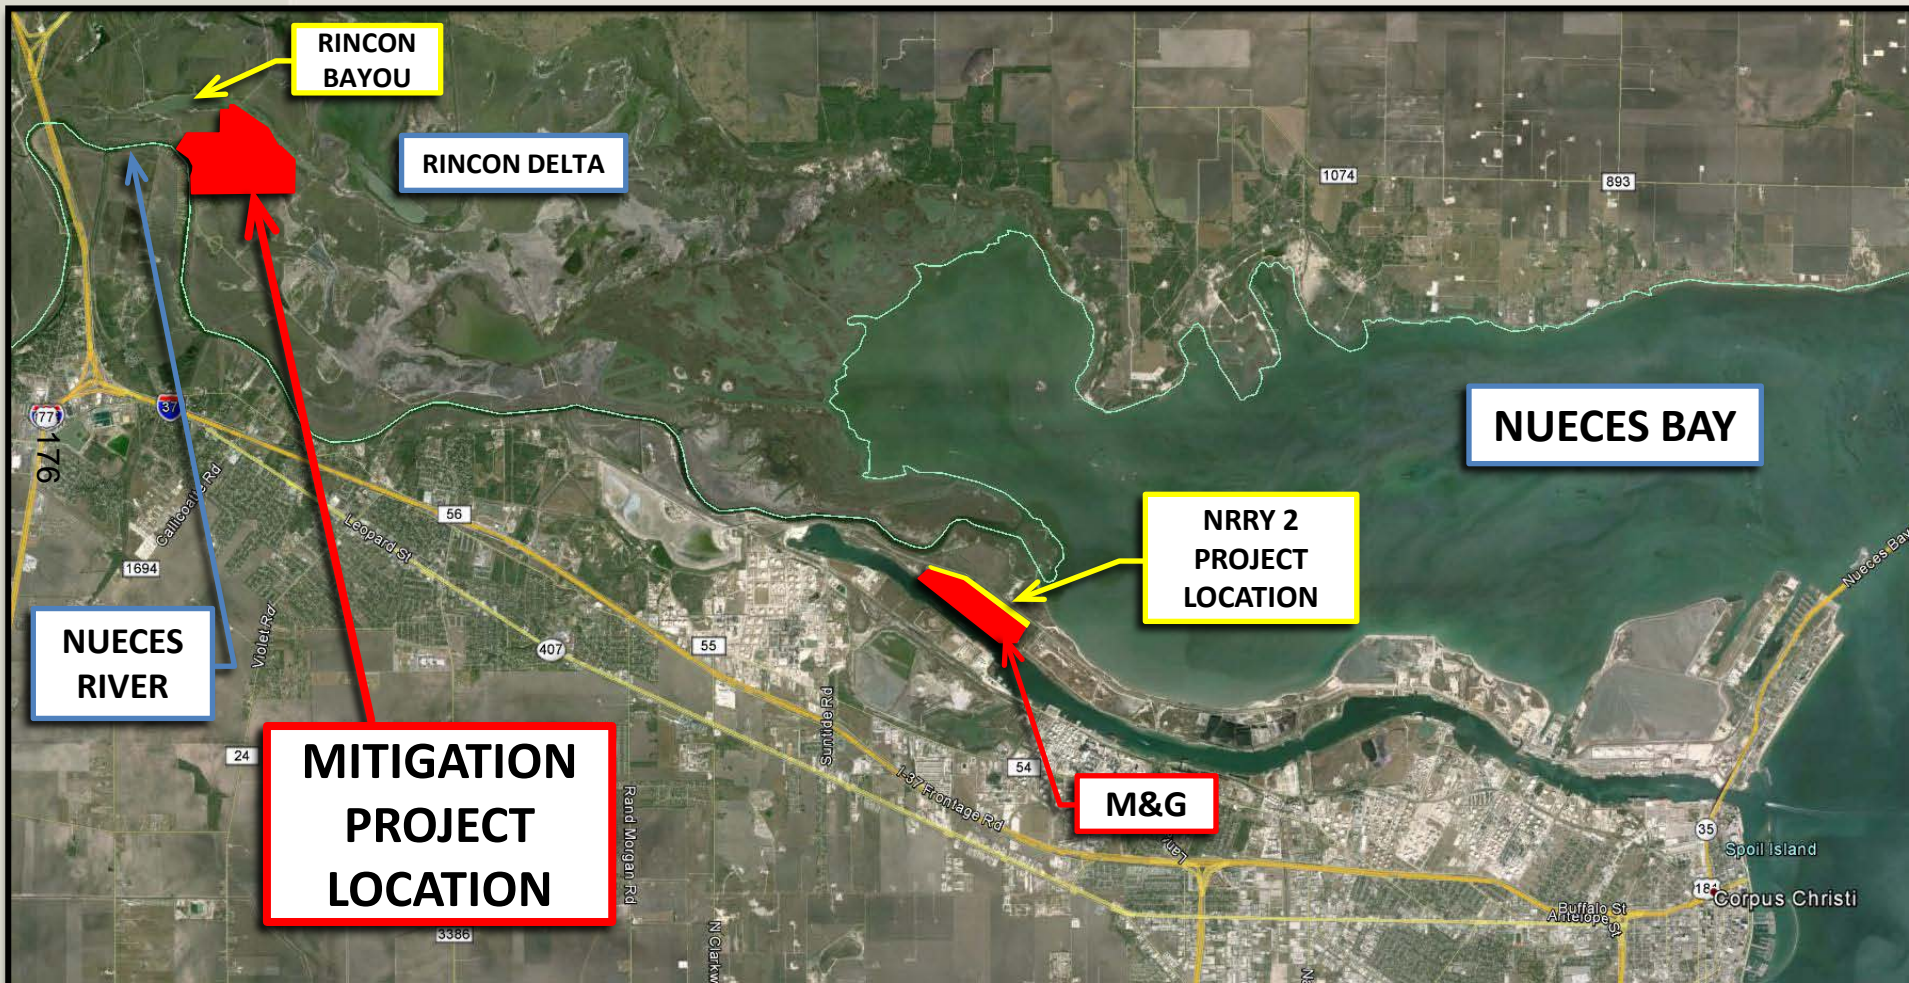 RINCON
BAYOU
RINCON DELTA
1074
893
NUECES BAY
77
37
176
Callicoatte Rd
56
Leopard St
1694
NRRY 2
PROJECT
LOCATION
Nueces Bay
NUECES
RIVER
Violet Rd
407
55
Suntide Rd
24
MITIGATION
PROJECT
LOCATION
54
I-37 Frontage Rd
M&G
Rand Morgan Rd
35
Spoil Island
181
Corpus Christi
Buffalo St
Antelope St
3386
N Clarkw